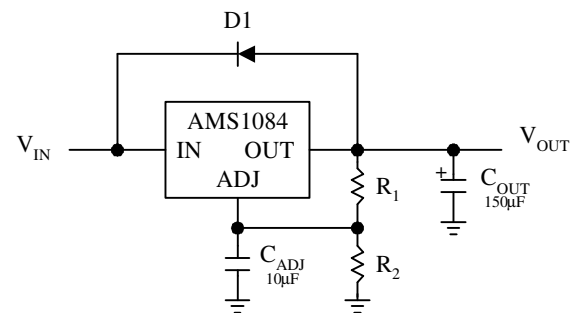 D1
AMS1084
V_IN
IN OUT
V_OUT
ADJ
+
R_1
C_OUT
150µF
C_ADJ
10µF
R_2